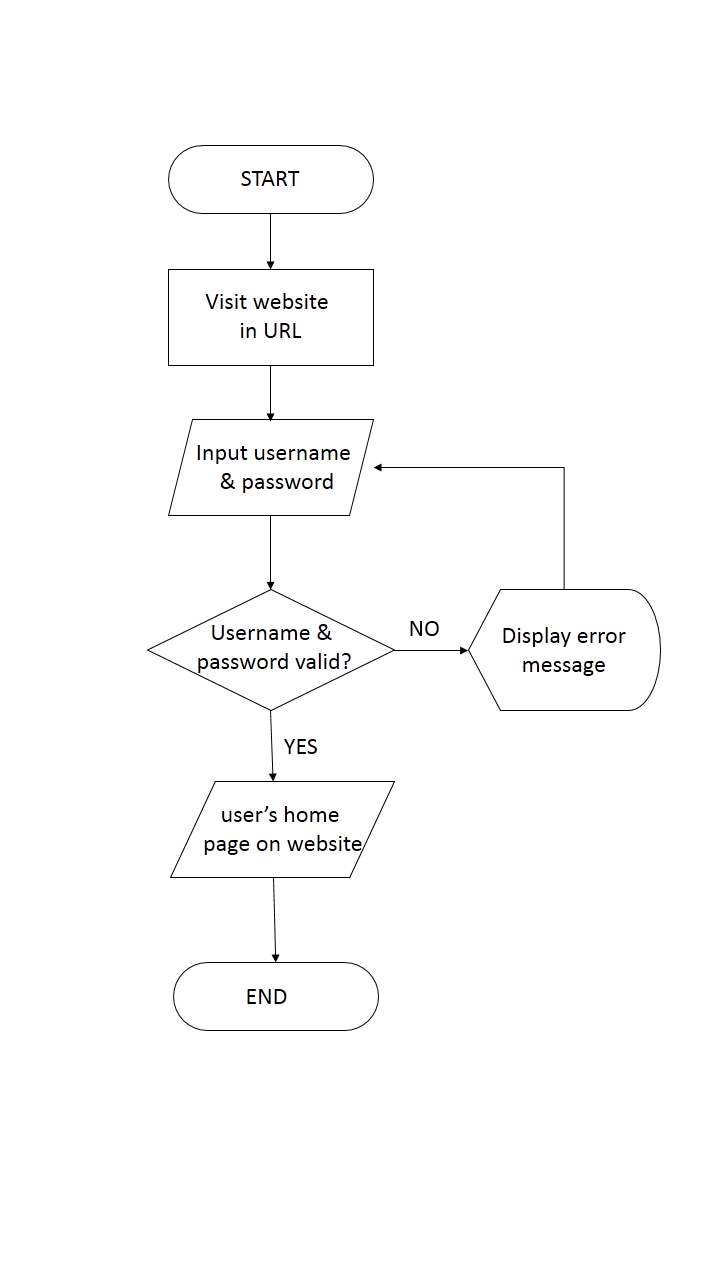 START
Visit website
in URL
Input username
& password
Username &
password valid?
NO
Display error
message
YES
user’s home
page on website
END